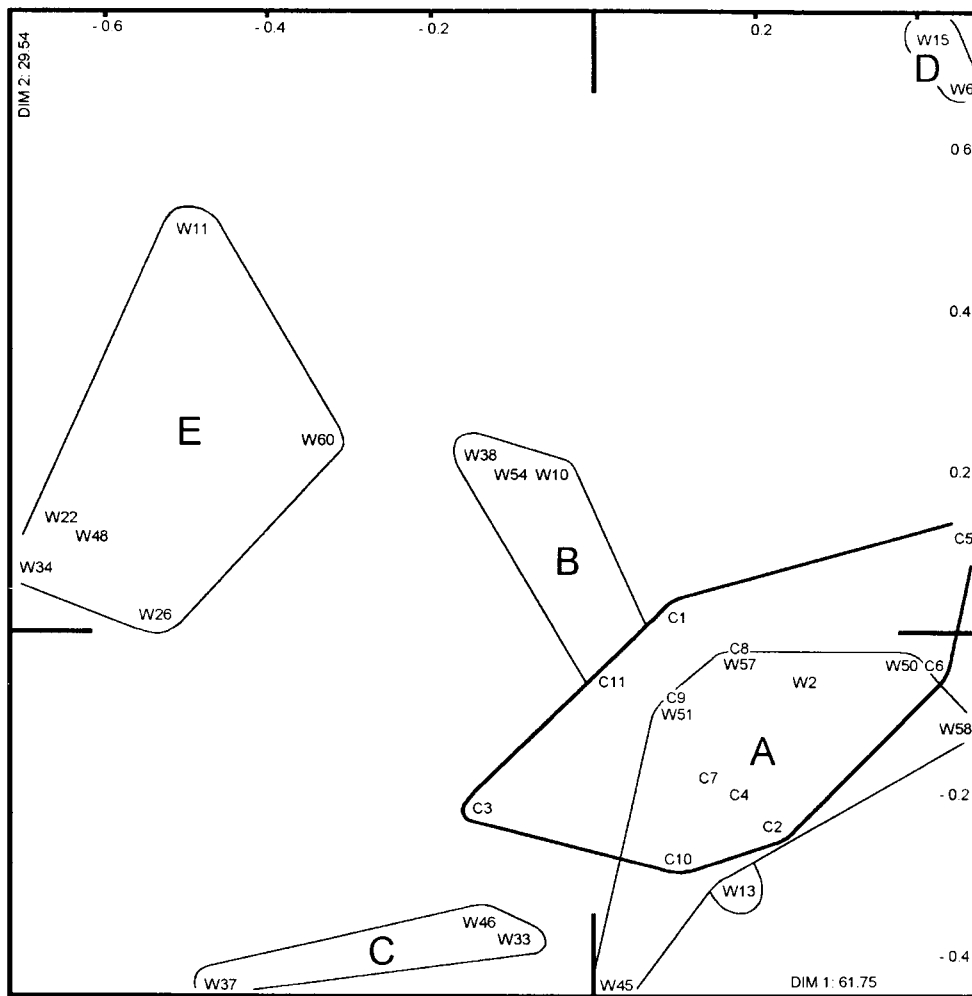 - 0.6 - 0.4 - 0.2 0.2
DIM 2: 29.54
W15
D
W6
0 6
W11
0.4
E
W60
W38
W54 W10
0.2
W22
W48
C5
B
W34
W26
C1
C8
W57 W50 C6
C11 W2
C9
W51
W58
A
C7
C4
- 0.2
C3
C2
C10
W13
W46
W33
C
- 0.4
W37 W45 DIM 1: 61.75